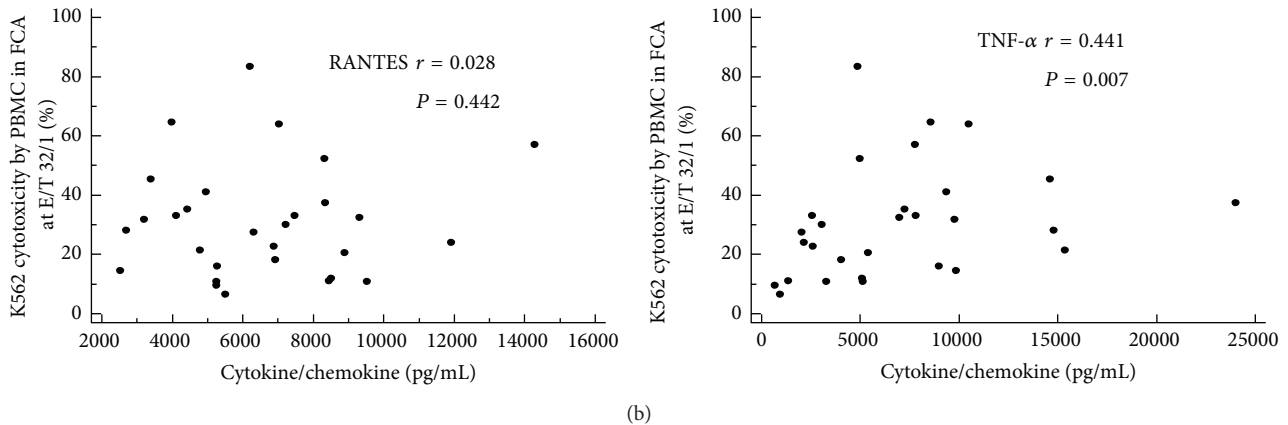 K562 cytotoxicity by PBMC in FCA
at E/T 32/1 (%)
100
80
60
40
20
0
RANTES r = 0.028
P = 0.442
2000 4000 6000 8000 10000 12000 14000 16000
Cytokine/chemokine (pg/mL)
K562 cytotoxicity by PBMC in FCA
at E/T 32/1 (%)
100
80
60
40
20
0
TNF-α r = 0.441
P = 0.007
0 5000 10000 15000 20000 25000
Cytokine/chemokine (pg/mL)
(b)